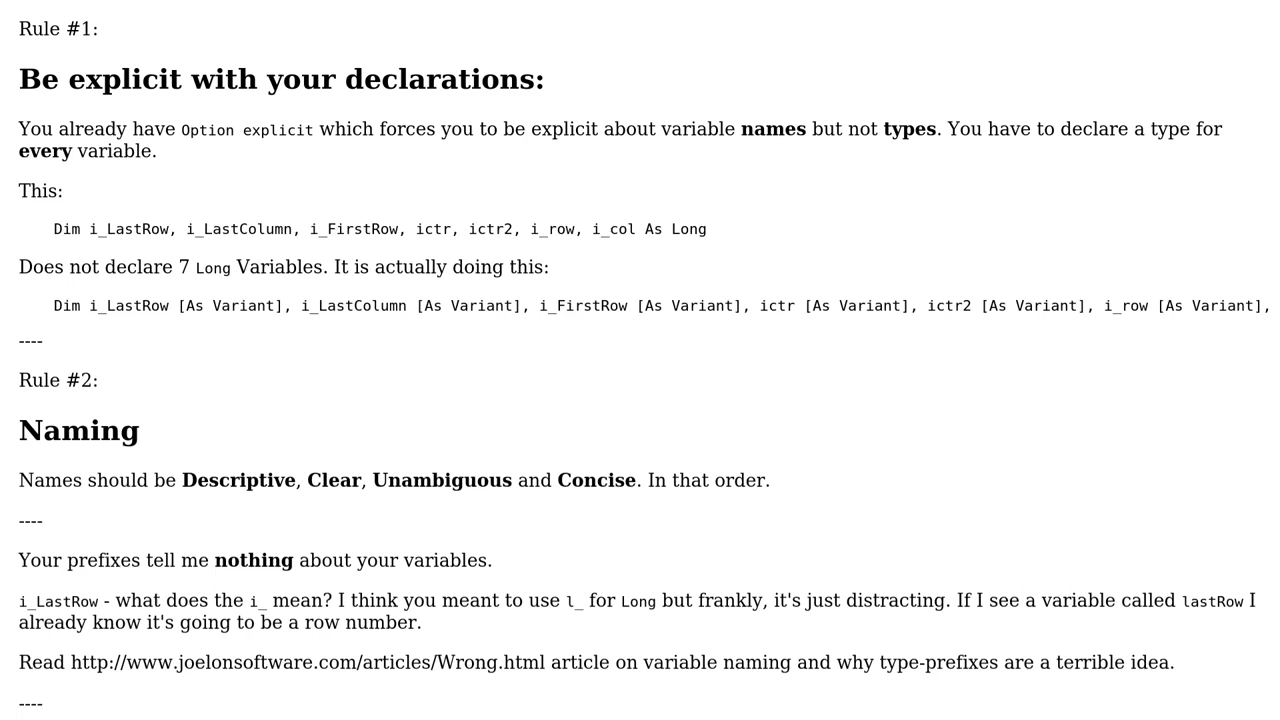 Rule #1:
Be explicit with your declarations:
You already have Option explicit which forces you to be explicit about variable names but not types. You have to declare a type for
every variable.
This:
Dim i_LastRow, i_LastColumn, i_FirstRow, ictr, ictr2, i_row, i_col As Long
Does not declare 7 Long Variables. It is actually doing this:
Dim i_LastRow [As Variant], i_LastColumn [As Variant], i_FirstRow [As Variant], ictr [As Variant], ictr2 [As Variant], i_row [As Variant],
----
Rule #2:
Naming
Names should be Descriptive, Clear, Unambiguous and Concise. In that order.
----
Your prefixes tell me nothing about your variables.
i_LastRow - what does the i_ mean? I think you meant to use l_ for Long but frankly, it's just distracting. If I see a variable called lastRow I
already know it's going to be a row number.
Read http://www.joelonsoftware.com/articles/Wrong.html article on variable naming and why type-prefixes are a terrible idea.
----